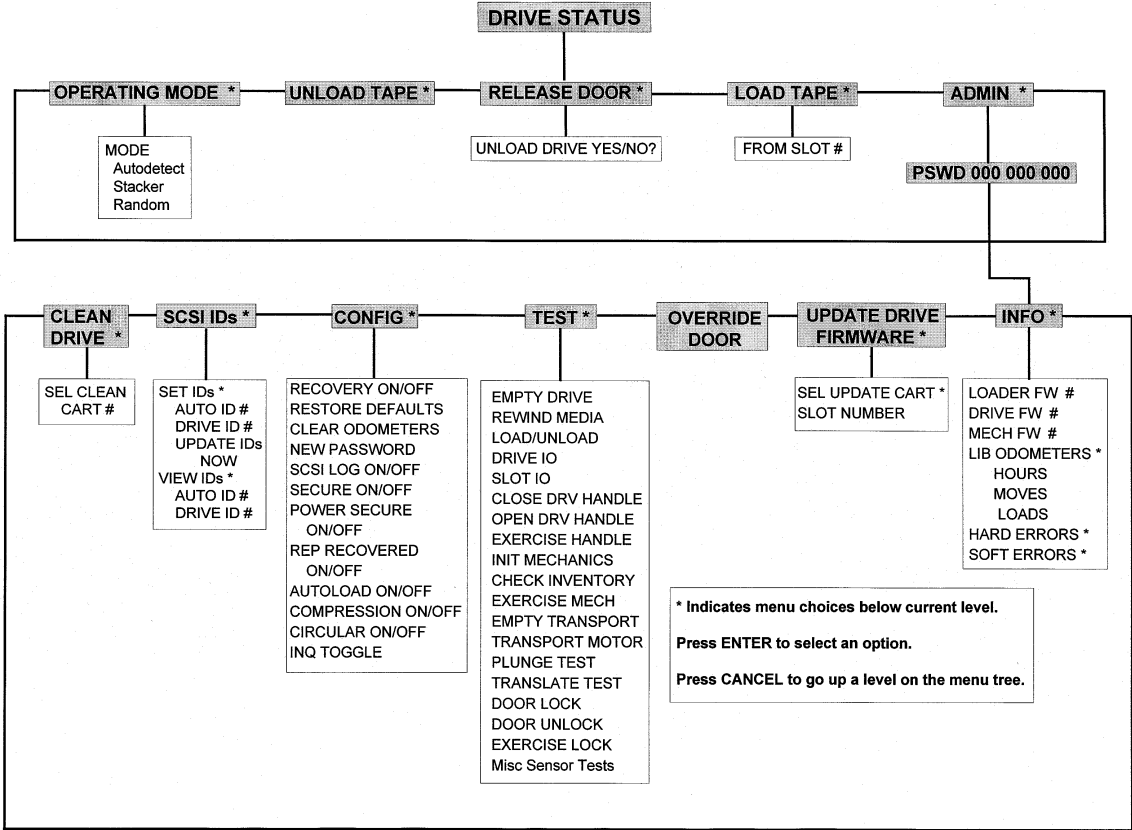 DRIVE STATUS
OPERATING MODE *
UNLOAD TAPE *
RELEASE DOOR *
LOAD TAPE *
ADMIN *
MODE
Autodetect
Stacker
Random
UNLOAD DRIVE YES/NO?
FROM SLOT #
PSWD 000 000 000
CLEAN
DRIVE *
SCSI IDs *
CONFIG *
TEST *
OVERRIDE
DOOR
UPDATE DRIVE
FIRMWARE *
INFO *
SEL CLEAN
CART #
SET IDs *
AUTO ID #
DRIVE ID #
UPDATE IDs
NOW
VIEW IDs *
AUTO ID #
DRIVE ID #
RECOVERY ON/OFF
RESTORE DEFAULTS
CLEAR ODOMETERS
NEW PASSWORD
SCSI LOG ON/OFF
SECURE ON/OFF
POWER SECURE
ON/OFF
REP RECOVERED
ON/OFF
AUTOLOAD ON/OFF
COMPRESSION ON/OFF
CIRCULAR ON/OFF
INQ TOGGLE
EMPTY DRIVE
REWIND MEDIA
LOAD/UNLOAD
DRIVE IO
SLOT IO
CLOSE DRV HANDLE
OPEN DRV HANDLE
EXERCISE HANDLE
INIT MECHANICS
CHECK INVENTORY
EXERCISE MECH
EMPTY TRANSPORT
TRANSPORT MOTOR
PLUNGE TEST
TRANSLATE TEST
DOOR LOCK
DOOR UNLOCK
EXERCISE LOCK
Misc Sensor Tests
SEL UPDATE CART *
SLOT NUMBER
LOADER FW #
DRIVE FW #
MECH FW #
LIB ODOMETERS *
HOURS
MOVES
LOADS
HARD ERRORS *
SOFT ERRORS *
* Indicates menu choices below current level.
Press ENTER to select an option.
Press CANCEL to go up a level on the menu tree.